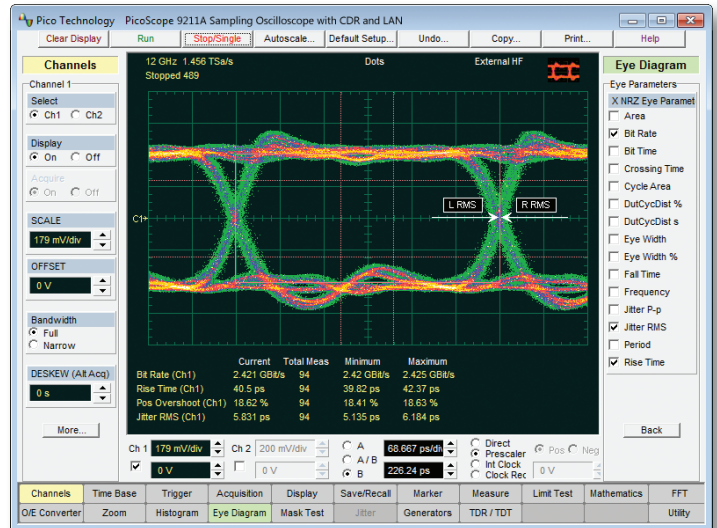 Pico Technology PicoScope 9211A Sampling Oscilloscope with CDR and LAN
Clear Display Run Stop/Single Autoscale... Default Setup... Undo... Copy... Print... Help
Channels
Channel 1
Select
Ch1 Ch2
Display
On Off
Acquire
On Off
SCALE
179 mV/div
OFFSET
0 V
Bandwidth
Full
Narrow
DESKEW (Alt Acq)
0 s
More...
12 GHz 1.456 TSa/s Dots External HF
Stopped 489
C1
L RMS R RMS
Current Total Meas Minimum Maximum
Bit Rate (Ch1) 2.421 GBit/s 94 2.42 GBit/s 2.425 GBit/s
Rise Time (Ch1) 40.5 ps 94 39.82 ps 42.37 ps
Pos Overshoot (Ch1) 18.62 % 94 18.41 % 18.63 %
Jitter RMS (Ch1) 5.831 ps 94 5.135 ps 6.184 ps
Eye Diagram
Eye Parameters
X NRZ Eye Paramet
Area
Bit Rate
Bit Time
Crossing Time
Cycle Area
DutCycDist %
DutCycDist s
Eye Width
Eye Width %
Fall Time
Frequency
Jitter P-p
Jitter RMS
Period
Rise Time
Back
Ch 1 179 mV/div Ch 2 200 mV/div A 68.667 ps/div Direct Pos Neg
A / B Prescaler
0 V 0 V B 226.24 ps Int Clock 0 V
Clock Rec
Channels Time Base Trigger Acquisition Display Save/Recall Marker Measure Limit Test Mathematics FFT
O/E Converter Zoom Histogram Eye Diagram Mask Test Jitter Generators TDR / TDT Utility